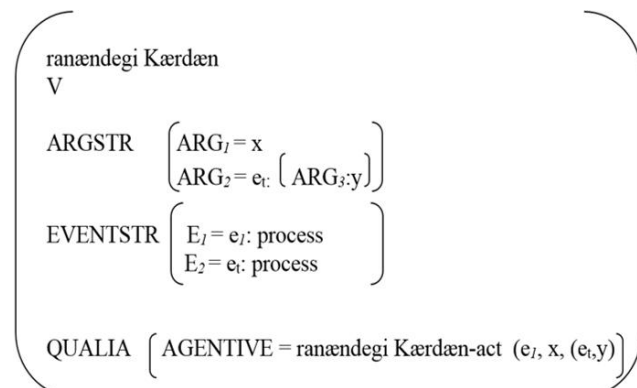 ranændegi Kærdæn
V
ARGSTR ARG1 = x
ARG2 = et: ( ARG3:y)
EVENTSTR E1 = e1: process
E2 = et: process
QUALIA AGENTIVE = ranændegi Kærdæn-act (e1, x, (et,y)